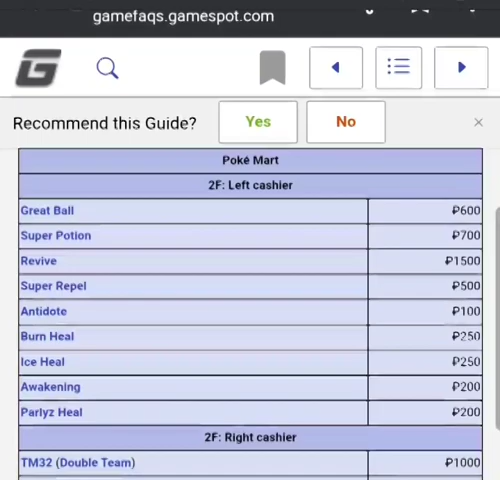 gamefaqs.gamespot.com
G
Recommend this Guide? Yes No ×
Poké Mart
2F: Left cashier
Great Ball ₽600
Super Potion ₽700
Revive ₽1500
Super Repel ₽500
Antidote ₽100
Burn Heal ₽250
Ice Heal ₽250
Awakening ₽200
Parlyz Heal ₽200
2F: Right cashier
TM32 (Double Team) ₽1000